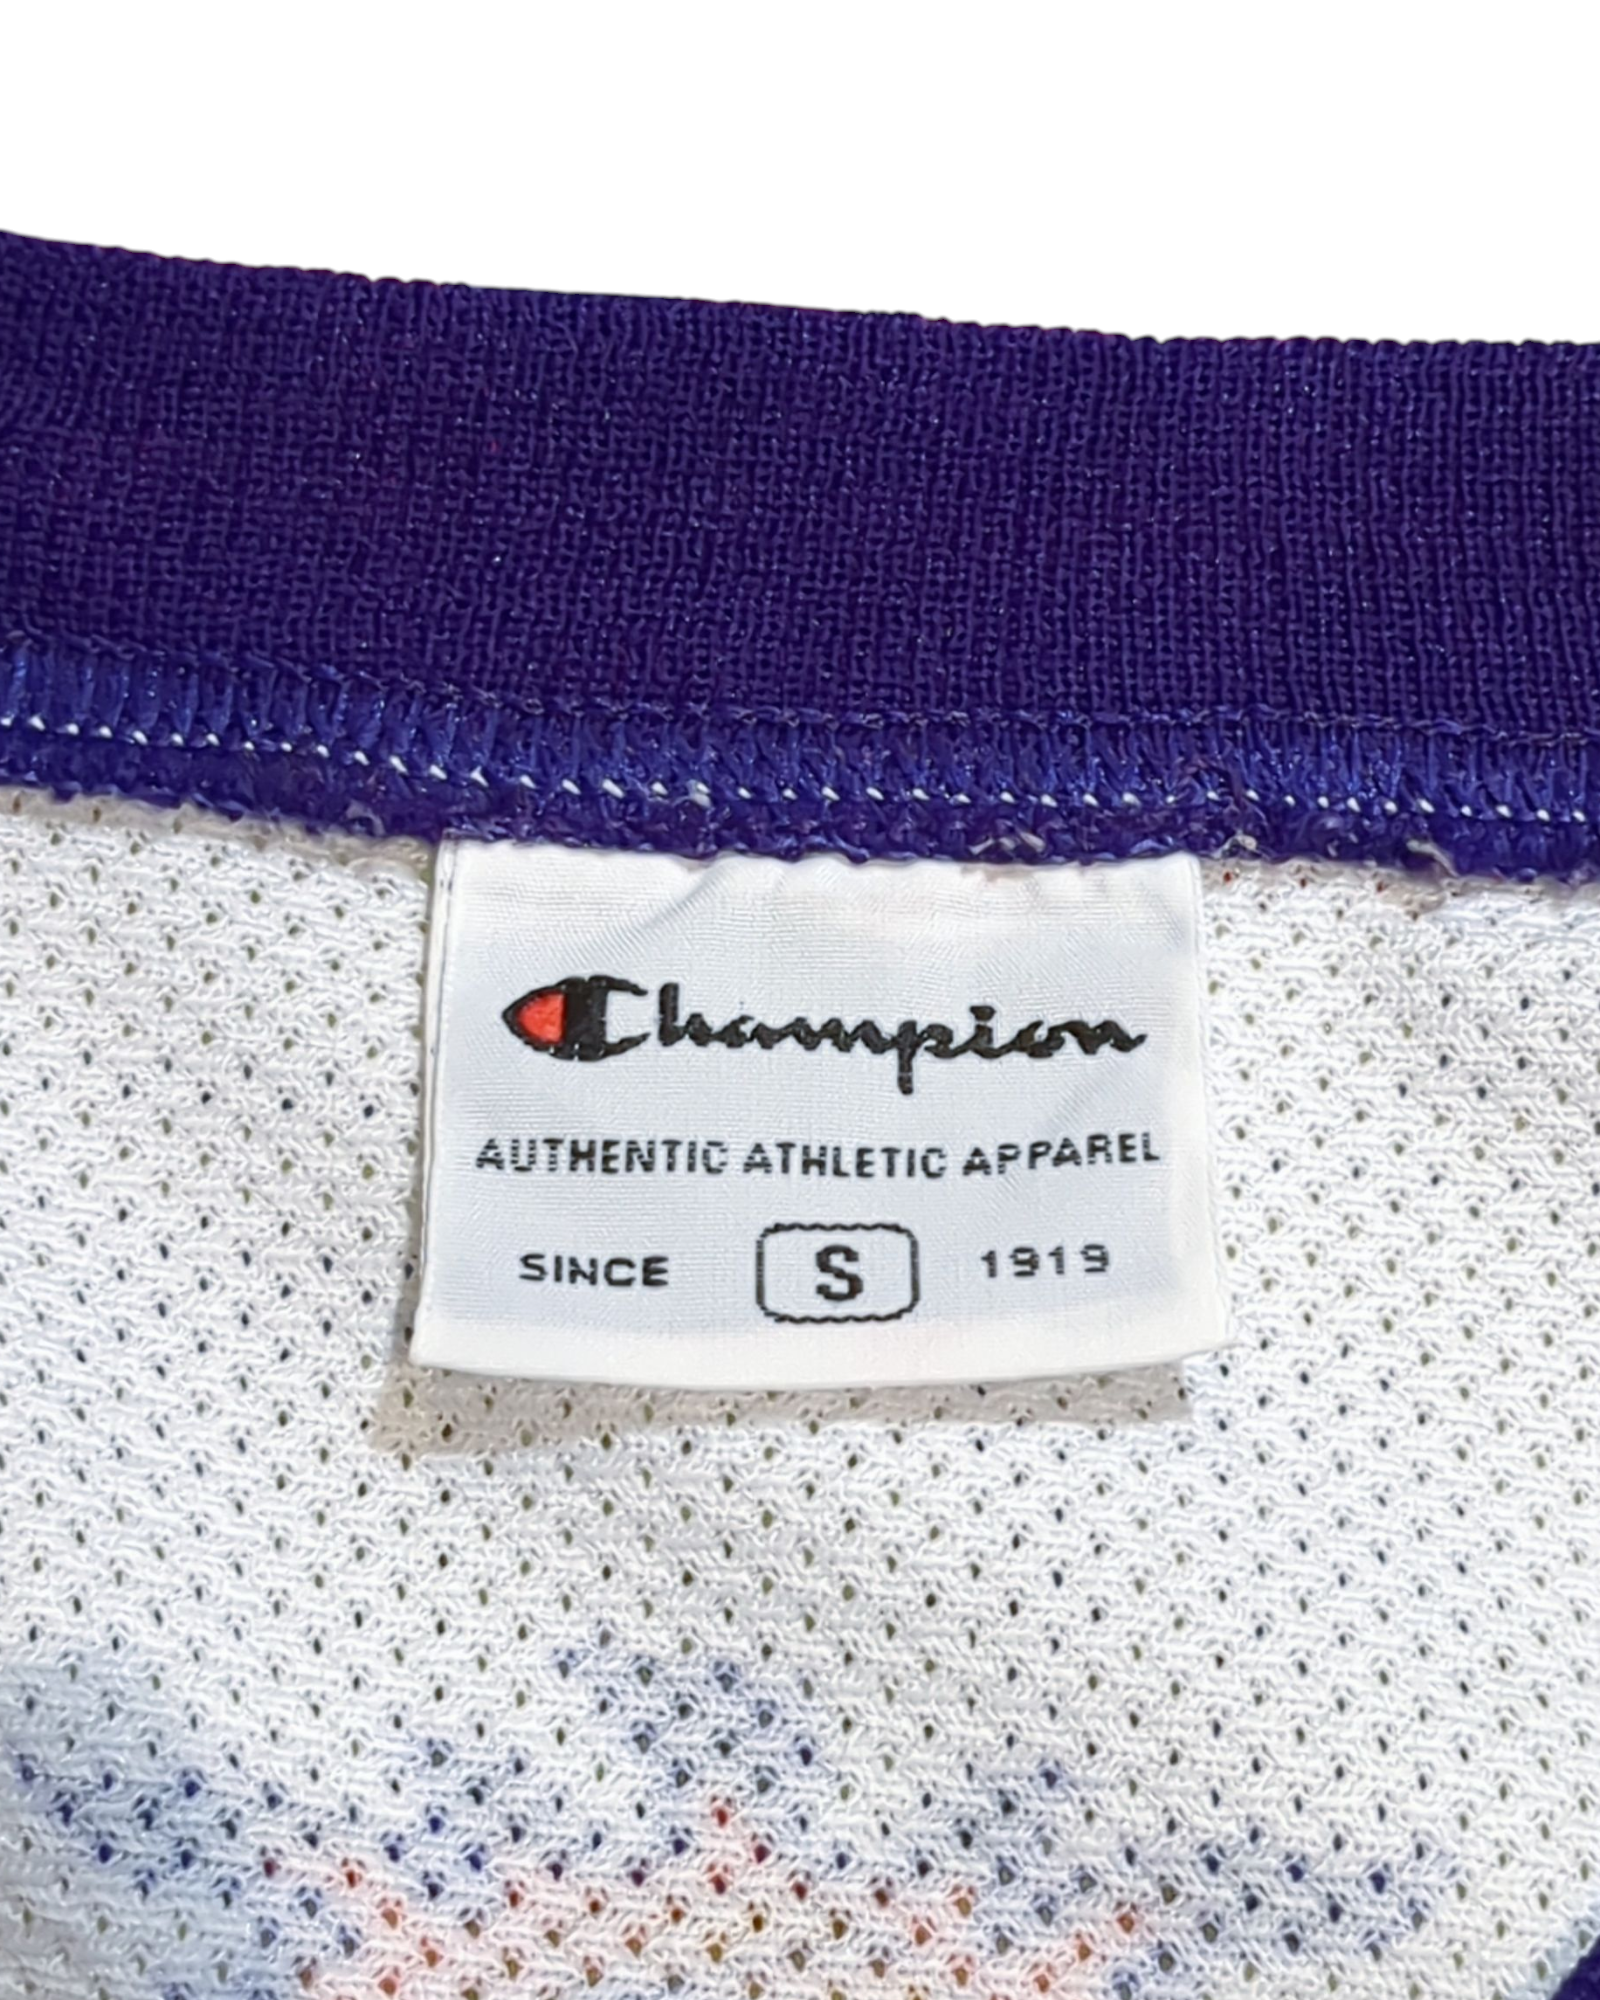 Champion
AUTHENTIC ATHLETIC APPAREL
SINCE S 1919